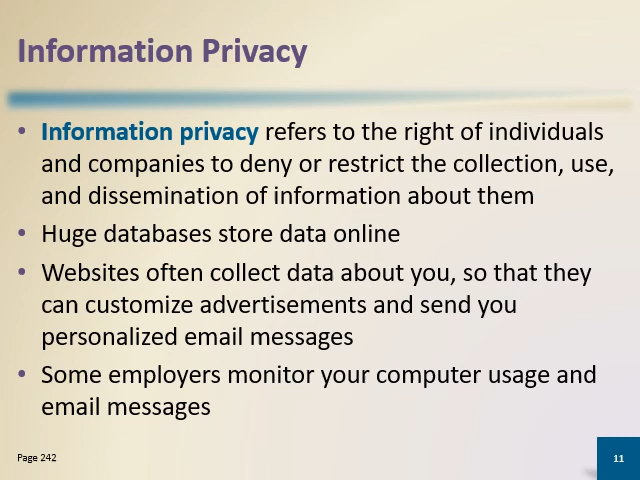 Information Privacy
• Information privacy refers to the right of individuals
and companies to deny or restrict the collection, use,
and dissemination of information about them
• Huge databases store data online
• Websites often collect data about you, so that they
can customize advertisements and send you
personalized email messages
• Some employers monitor your computer usage and
email messages
Page 242
11